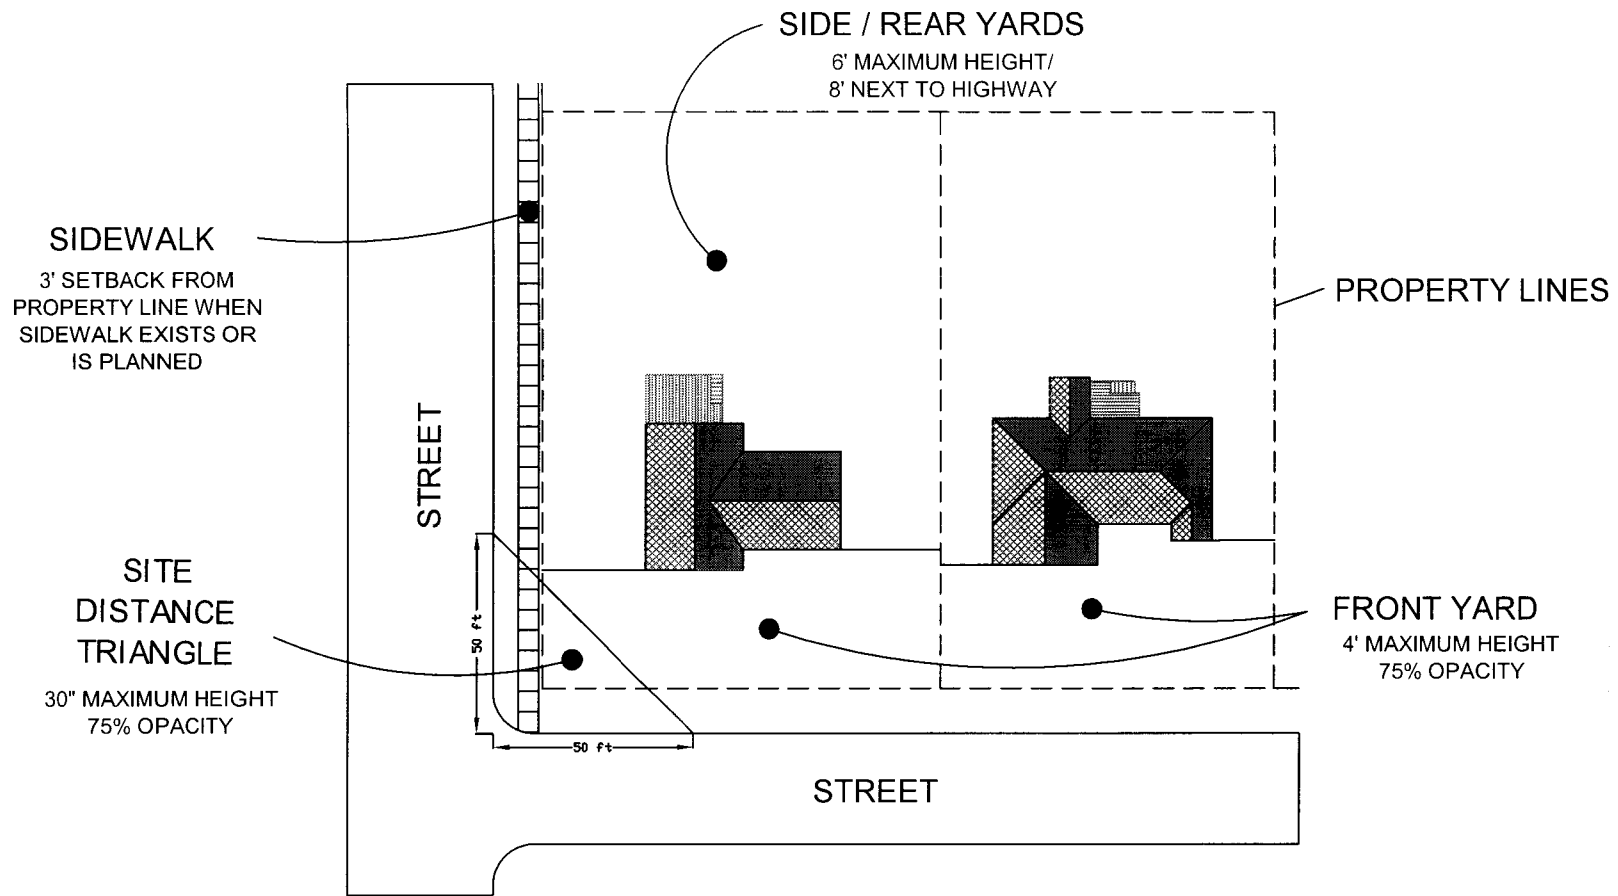 SIDE / REAR YARDS
6' MAXIMUM HEIGHT/
8' NEXT TO HIGHWAY
SIDEWALK
3' SETBACK FROM
PROPERTY LINE WHEN
SIDEWALK EXISTS OR
IS PLANNED
PROPERTY LINES
STREET
SITE
DISTANCE
TRIANGLE
30" MAXIMUM HEIGHT
75% OPACITY
50 ft
50 ft
FRONT YARD
4' MAXIMUM HEIGHT
75% OPACITY
STREET